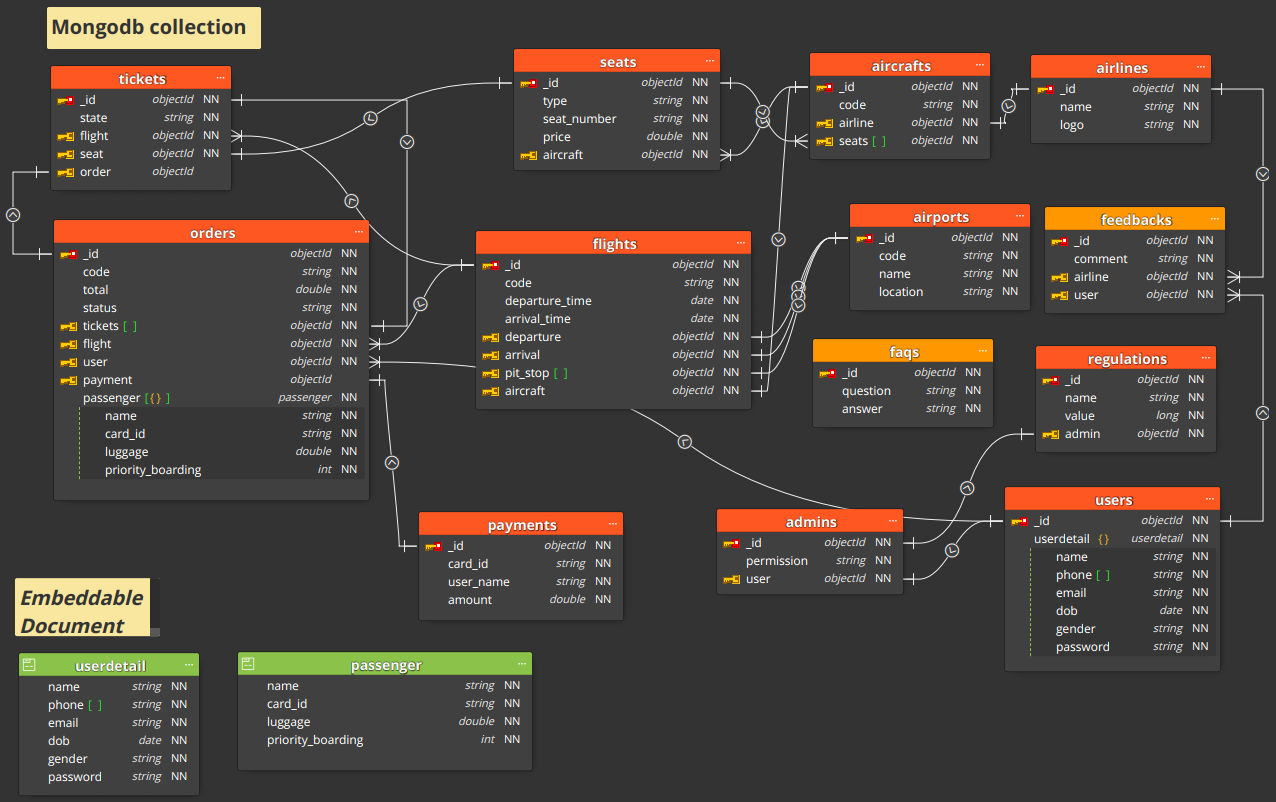 Mongodb collection
tickets ...
_id objectId NN
state string NN
flight objectId NN
seat objectId NN
order objectId
seats ...
_id objectId NN
type string NN
seat_number string NN
price double NN
aircraft objectId NN
aircrafts ...
_id objectId NN
code string NN
airline objectId NN
seats [ ] objectId NN
airlines ...
_id objectId NN
name string NN
logo string NN
orders ...
_id objectId NN
code string NN
total double NN
status string NN
tickets [ ] objectId NN
flight objectId NN
user objectId NN
payment objectId
passenger [{} ] passenger NN
name string NN
card_id string NN
luggage double NN
priority_boarding int NN
flights ...
_id objectId NN
code string NN
departure_time date NN
arrival_time date NN
departure objectId NN
arrival objectId NN
pit_stop [ ] objectId NN
aircraft objectId NN
airports ...
_id objectId NN
code string NN
name string NN
location string NN
feedbacks ...
_id objectId NN
comment string NN
airline objectId NN
user objectId NN
faqs ...
_id objectId NN
question string NN
answer string NN
regulations ...
_id objectId NN
name string NN
value long NN
admin objectId NN
payments ...
_id objectId NN
card_id string NN
user_name string NN
amount double NN
admins ...
_id objectId NN
permission string NN
user objectId NN
users ...
_id objectId NN
userdetail {} userdetail NN
name string NN
phone [ ] string NN
email string NN
dob date NN
gender string NN
password string NN
Embeddable
Document
userdetail ...
name string NN
phone [ ] string NN
email string NN
dob date NN
gender string NN
password string NN
passenger ...
name string NN
card_id string NN
luggage double NN
priority_boarding int NN